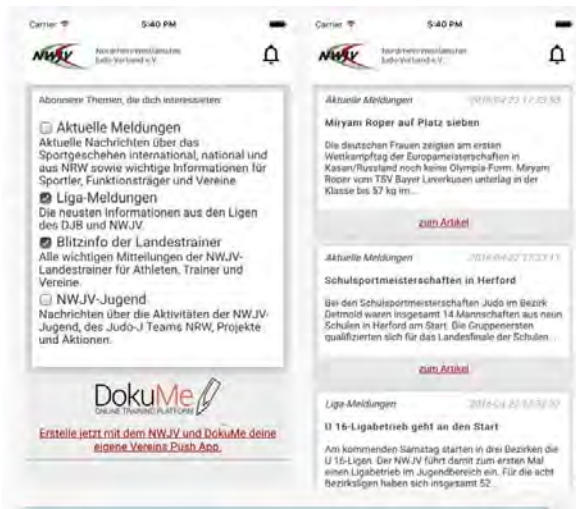 Carrier 5:40 PM
NWJV Nordrhein-Westfälischer
Judo-Verband e.V.
Abonniere Themen, die dich interessieren:
Aktuelle Meldungen
Aktuelle Nachrichten über das
Sportgeschehen international, national und
aus NRW sowie wichtige Informationen für
Sportler, Funktionsträger und Vereine
Liga-Meldungen
Die neusten Informationen aus den Ligen
des DJB und NWJV.
Blitzinfo der Landestrainer
Alle wichtigen Mitteilungen der NWJV-
Landestrainer für Athleten, Trainer und
Vereine.
NWJV-Jugend
Nachrichten über die Aktivitäten der NWJV-
Jugend, des Judo-J Teams NRW, Projekte
und Aktionen.
DokuMe
ONLINE TRAINING PLATFORM
Erstelle jetzt mit dem NWJV und DokuMe deine
eigene Vereins Push App.
Carrier 5:40 PM
NWJV Nordrhein-Westfälischer
Judo-Verband e.V.
Aktuelle Meldungen
Miryam Roper auf Platz sieben
Die deutschen Frauen zeigten am ersten
Wettkampftag der Europameisterschaften in
Kasan/Russland noch keine Olympia-Form. Miryam
Roper vom TSV Bayer Leverkusen unterlag in der
Klasse bis 57 kg im...
zum Artikel
Aktuelle Meldungen
Schulsportmeisterschaften in Herford
Bei den Schulsportmeisterschaften Judo im Bezirk
Detmold waren insgesamt 14 Mannschaften aus neun
Schulen in Herford am Start. Die Gruppenersten
qualifizierten sich für das Landesfinale der Schulen...
zum Artikel
Liga-Meldungen
U 16-Ligabetrieb geht an den Start
Am kommenden Samstag starten in drei Bezirken die
U 16-Ligen. Der NWJV führt damit zum ersten Mal
einen Ligabetrieb im Jugendbereich ein. Für die acht
Bezirksligen haben sich insgesamt 52...